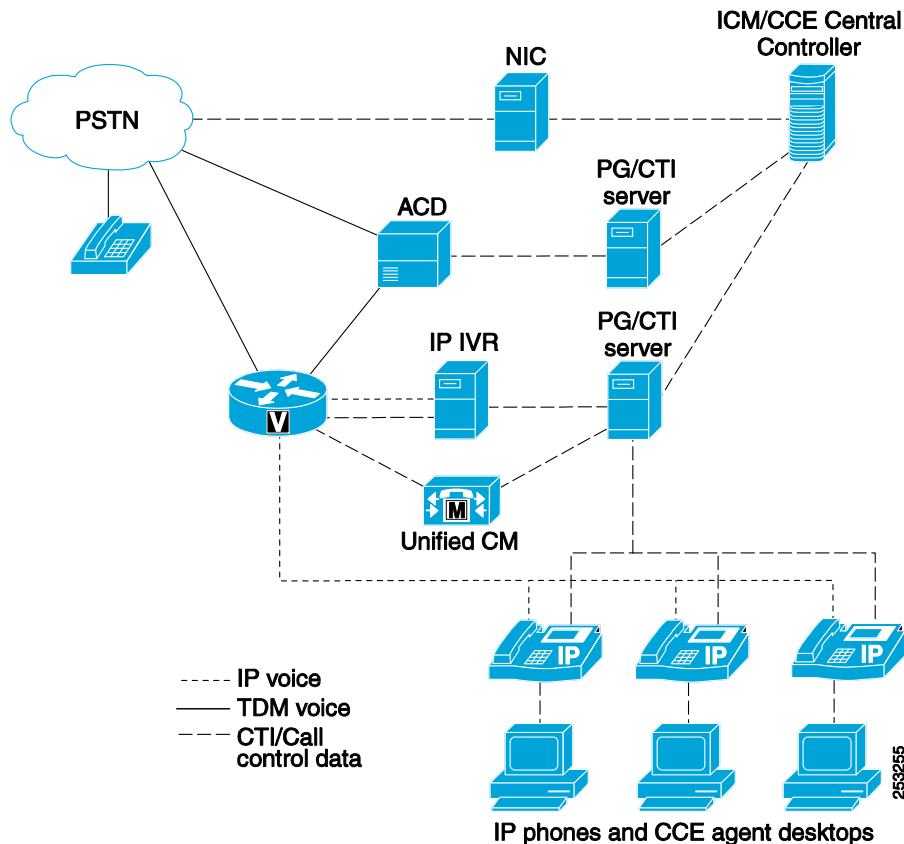 ICM/CCE Central
Controller
NIC
PSTN
PG/CTI
server
ACD
PG/CTI
server
IP IVR
V
M
Unified CM
IP
IP
IP
IP voice
TDM voice
CTI/Call
control data
253255
IP phones and CCE agent desktops